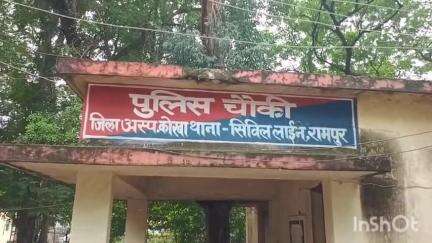 पुलिस चौकी
जिला अस्प. कोखा थाना - सिविल लाईन, रामपुर
InShOt